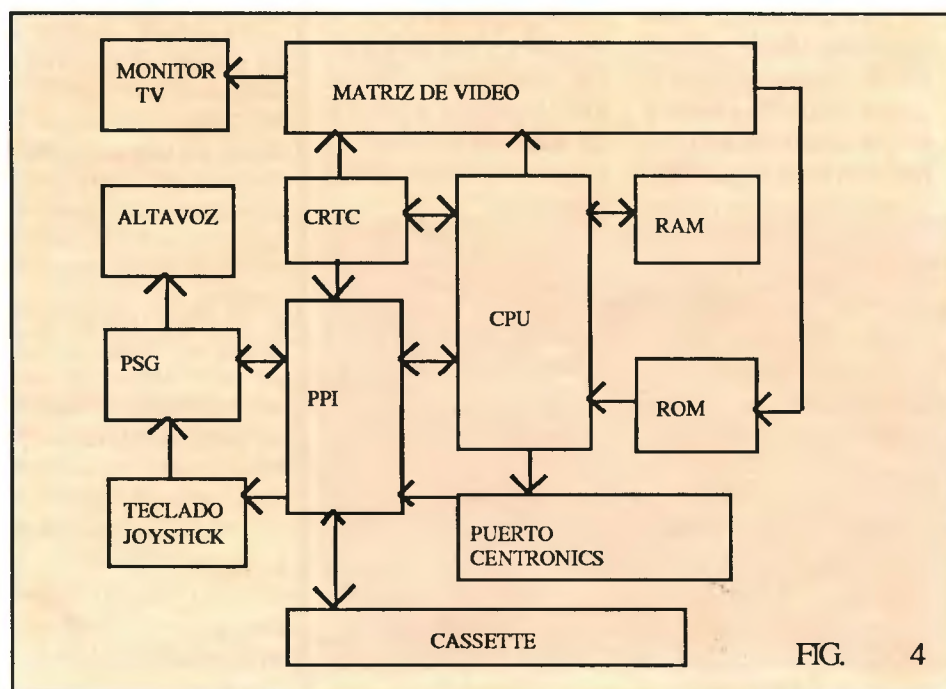 MONITOR
TV
MATRIZ DE VIDEO
ALTAVOZ
CRTC
RAM
CPU
PSG
PPI
ROM
TECLADO
JOYSTICK
PUERTO
CENTRONICS
CASSETTE
FIG. 4